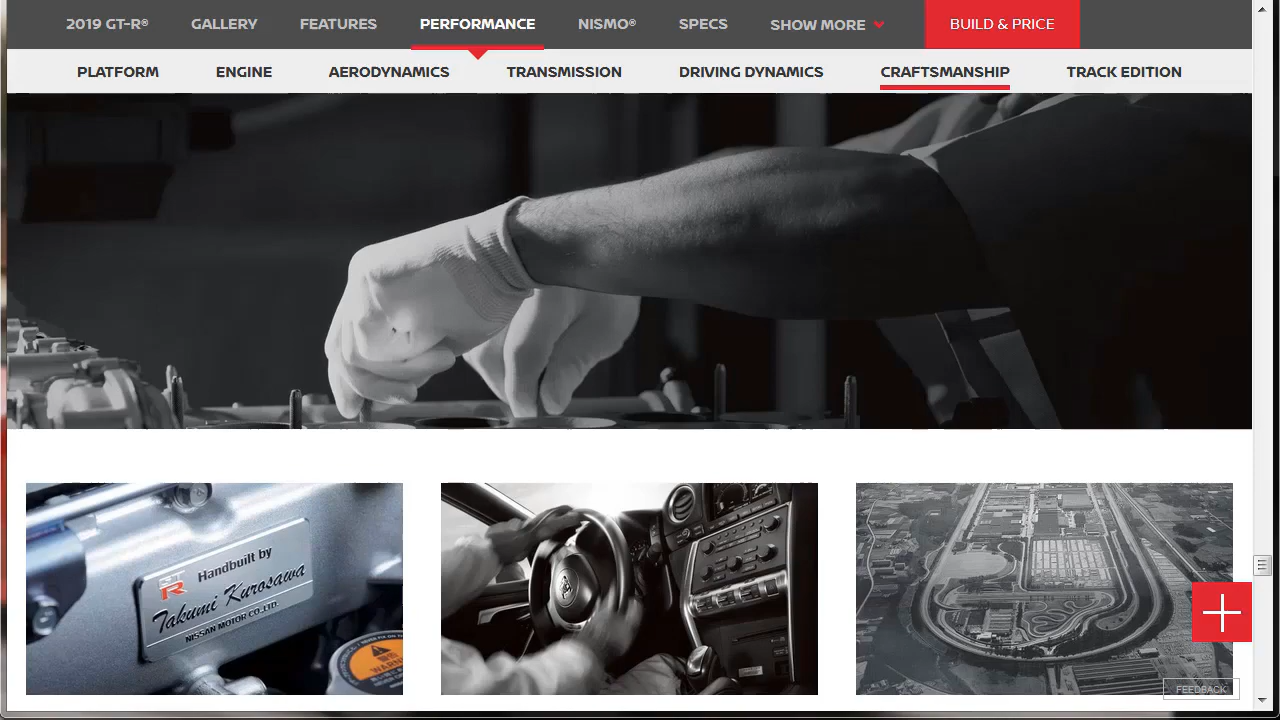 2019 GT-R®
GALLERY
FEATURES
PERFORMANCE
NISMO®
SPECS
SHOW MORE
BUILD & PRICE
PLATFORM
ENGINE
AERODYNAMICS
TRANSMISSION
DRIVING DYNAMICS
CRAFTSMANSHIP
TRACK EDITION
GT R
Handbuilt by
Takumi Kurosawa
NISSAN MOTOR CO.,LTD.
FEEDBACK